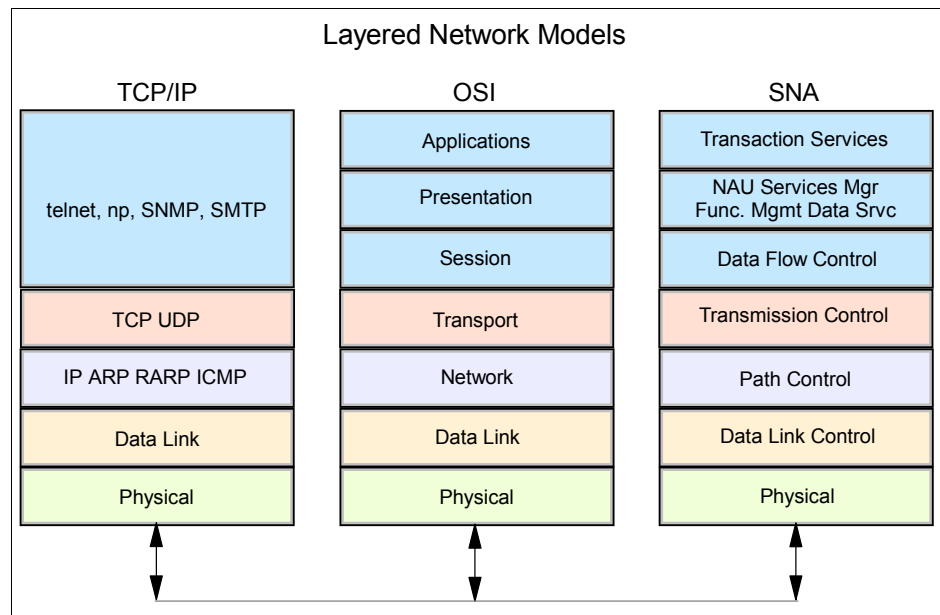 Layered Network Models
TCP/IP
telnet, np, SNMP, SMTP
TCP UDP
IP ARP RARP ICMP
Data Link
Physical
OSI
Applications
Presentation
Session
Transport
Network
Data Link
Physical
SNA
Transaction Services
NAU Services Mgr
Func. Mgmt Data Srvc
Data Flow Control
Transmission Control
Path Control
Data Link Control
Physical